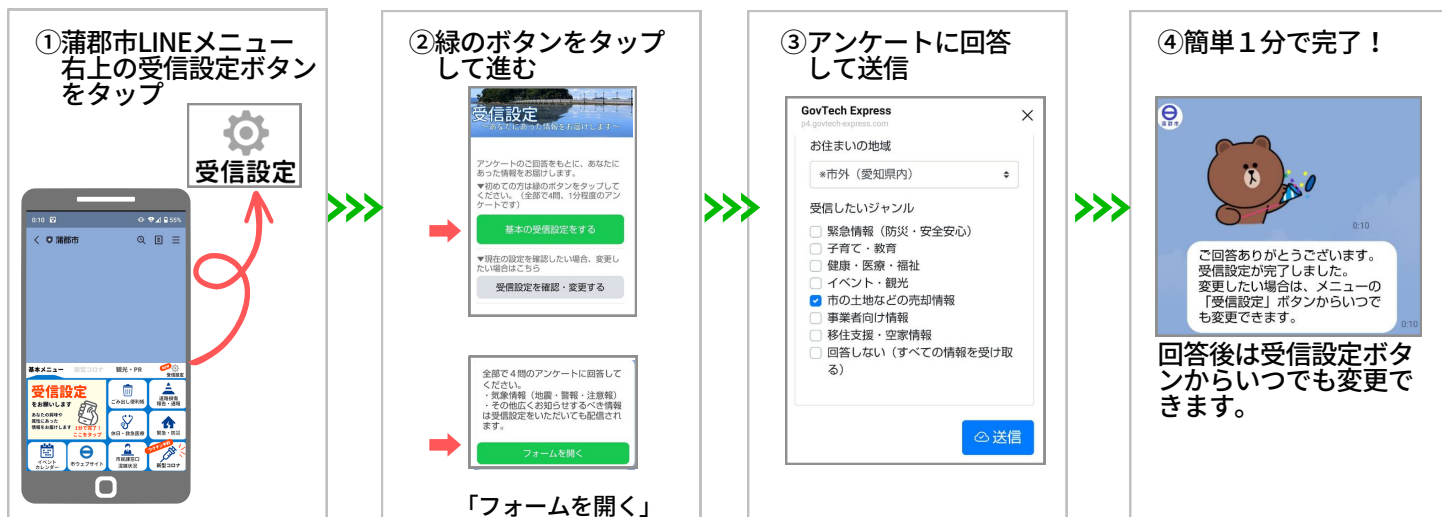 ①蒲郡市LINEメニュー
右上の受信設定ボタン
をタップ
受信設定
0:10
55%
蒲郡市
基本メニュー
新型コロナ
観光・PR
受信設定
受信設定
をお願いします
あなたの興味や
属性にあった
情報をお届けします
1分で完了！
ここをタップ
ごみ出し便利帳
道路損傷
報告・通報
休日・救急医療
緊急・防災
イベント
カレンダー
市ウェブサイト
市民課窓口
混雑状況
新型コロナ
②緑のボタンをタップ
して進む
受信設定
～あなたにあった情報をお届けします～
アンケートのご回答をもとに、あなたに
あった情報をお届けします。
▼初めての方は緑のボタンをタップして
ください。（全部で4問、1分程度のアン
ケートです）
基本の受信設定をする
▼現在の設定を確認したい場合、変更し
たい場合はこちら
受信設定を確認・変更する
全部で４問のアンケートに回答して
ください。
・気象情報（地震・警報・注意報）
・その他広くお知らせするべき情報
は受信設定をいただいても配信され
ます。
フォームを開く
「フォームを開く」
③アンケートに回答
して送信
GovTech Express
p4.govtech-express.com
お住まいの地域
※市外（愛知県内）
受信したいジャンル
緊急情報（防災・安全安心）
子育て・教育
健康・医療・福祉
イベント・観光
市の土地などの売却情報
事業者向け情報
移住支援・空家情報
回答しない（すべての情報を受け取
る）
送信
④簡単１分で完了！
蒲郡市
0:10
ご回答ありがとうございます。
受信設定が完了しました。
変更したい場合は、メニューの
「受信設定」ボタンからいつで
も変更できます。
0:10
回答後は受信設定ボタ
ンからいつでも変更で
きます。